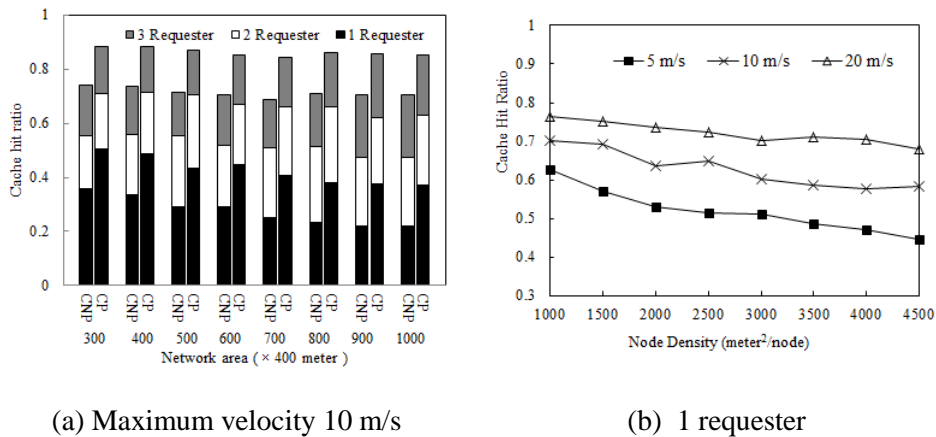 1
0.8
0.6
0.4
0.2
0
Cache hit ratio
3 Requester 2 Requester 1 Requester
CNP CP CNP CP CNP CP CNP CP CNP CP CNP CP CNP CP CNP CP
300 400 500 600 700 800 900 1000
Network area ( × 400 meter )
(a) Maximum velocity 10 m/s
1
0.9
0.8
0.7
0.6
0.5
0.4
0.3
Cache Hit Ratio
5 m/s 10 m/s 20 m/s
1000 1500 2000 2500 3000 3500 4000 4500
Node Density (meter²/node)
(b) 1 requester